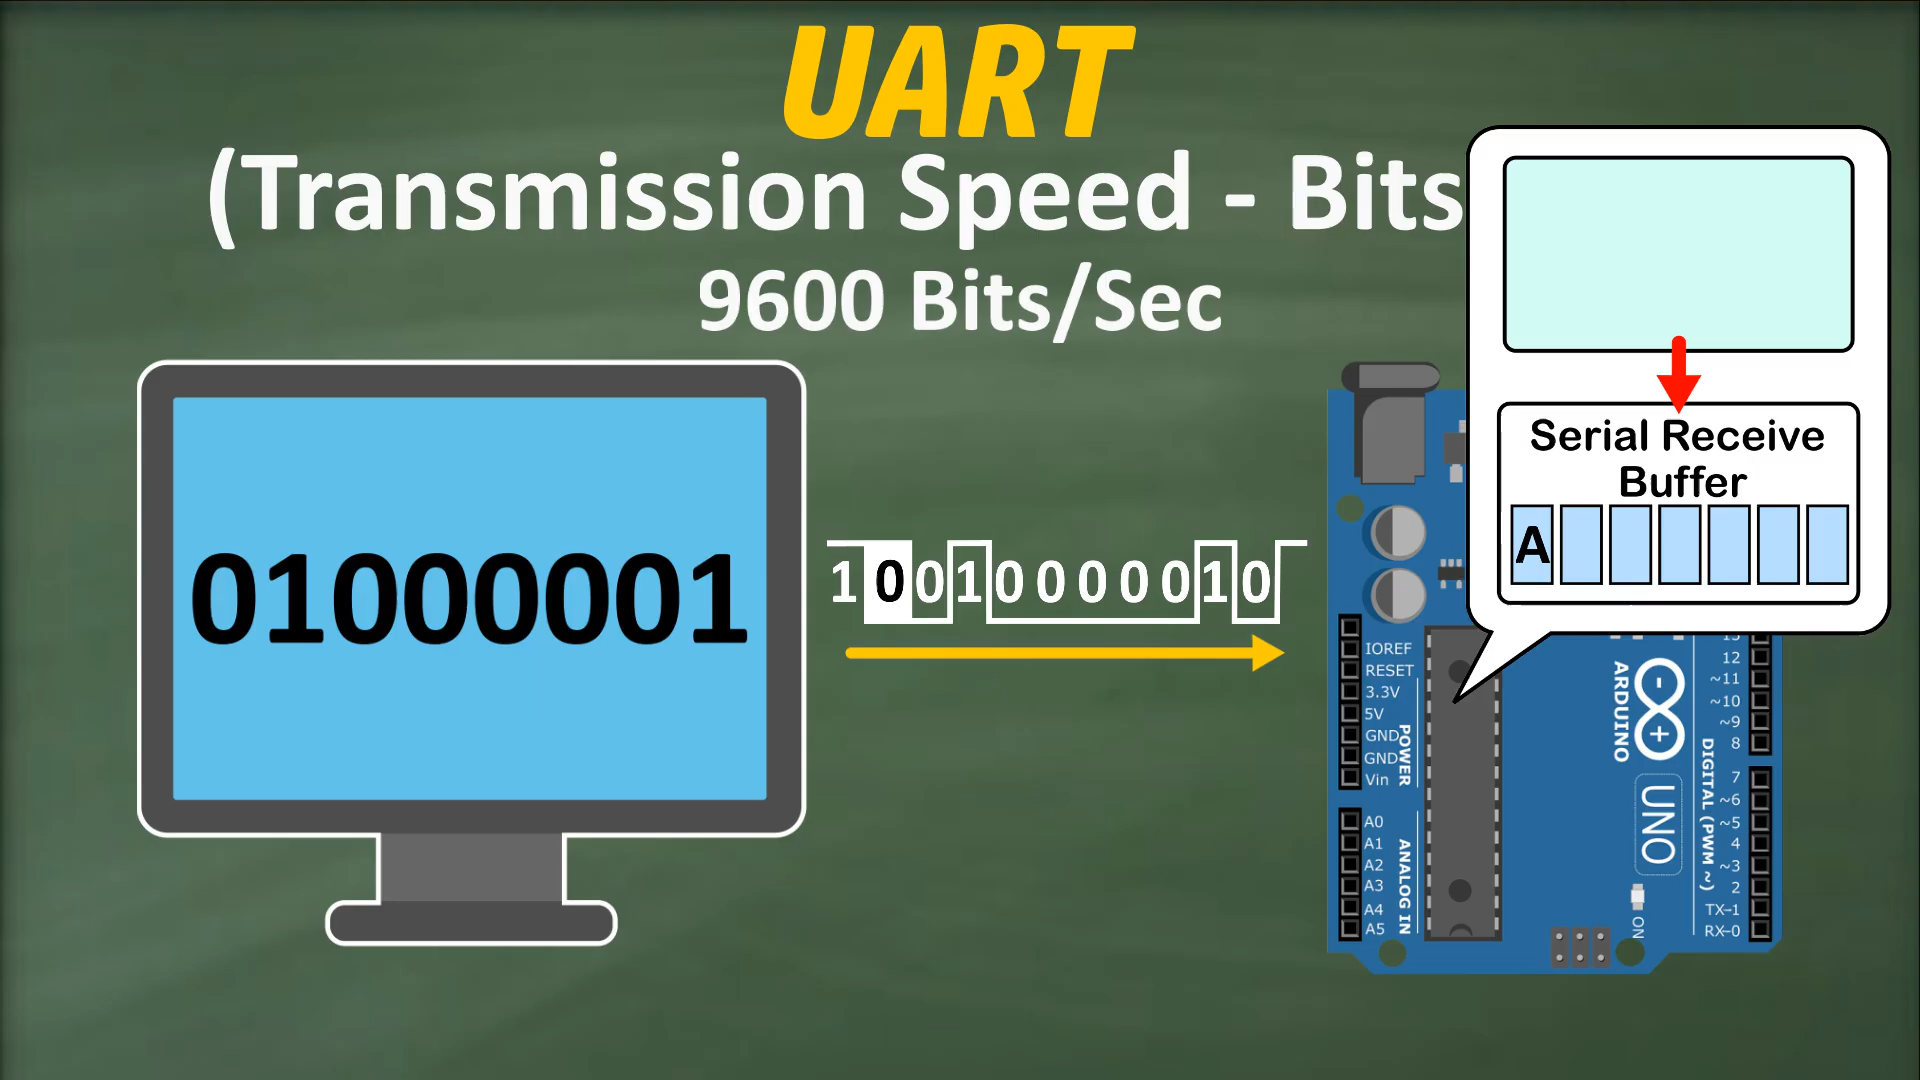 UART
(Transmission Speed - Bits
9600 Bits/Sec
01000001
1 0 0 1 0 0 0 0 0 1 0
Serial Receive
Buffer
A
IOREF
RESET
3.3V
5V
GND
GND
Vin
POWER
A0
A1
A2
A3
A4
A5
ANALOG IN
ARDUINO
UNO
ON
13
12
~11
~10
~9
8
7
~6
~5
4
~3
2
TX→1
RX←0
DIGITAL (PWM ~)